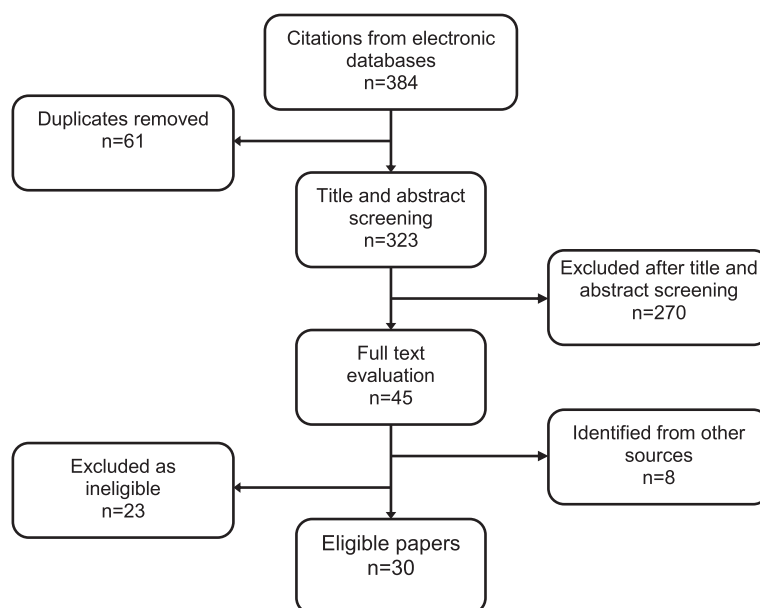 Citations from electronic
databases
n=384
Duplicates removed
n=61
Title and abstract
screening
n=323
Excluded after title and
abstract screening
n=270
Full text
evaluation
n=45
Identified from other
sources
n=8
Excluded as
ineligible
n=23
Eligible papers
n=30